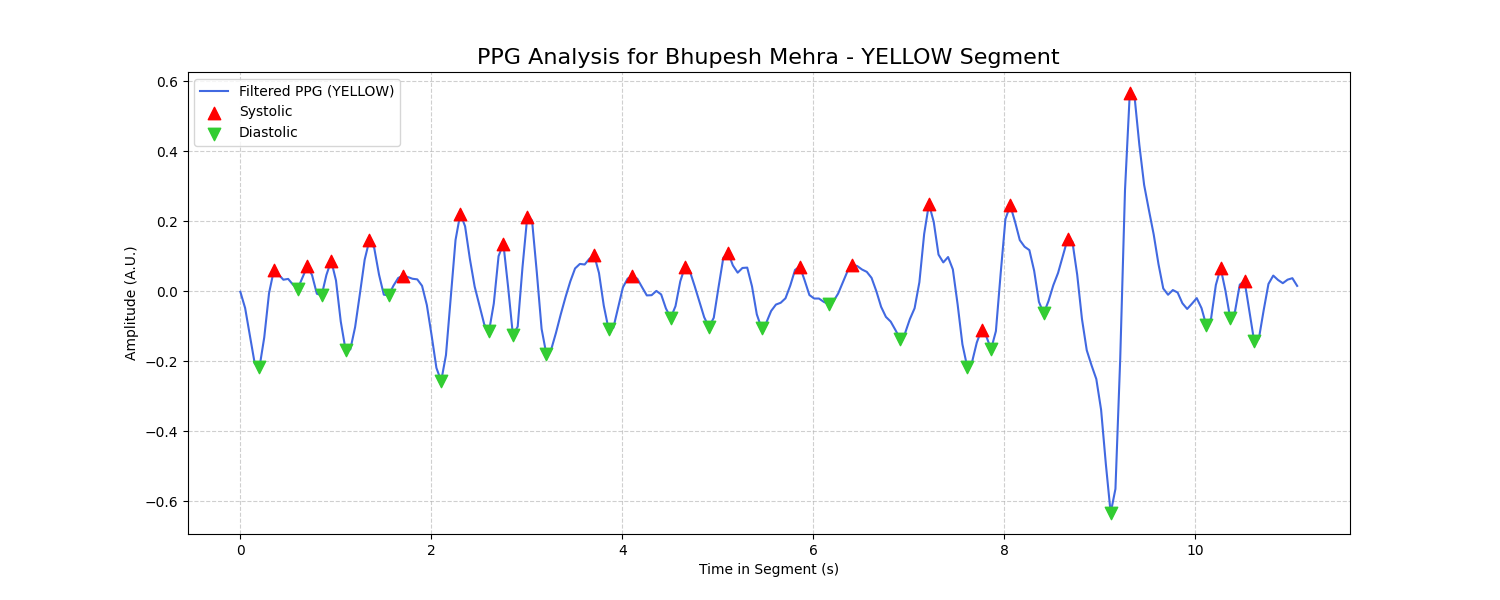 PPG Analysis for Bhupesh Mehra - YELLOW Segment
Filtered PPG (YELLOW)
Systolic
Diastolic
Amplitude (A.U.)
0.6
0.4
0.2
0.0
−0.2
−0.4
−0.6
0 2 4 6 8 10
Time in Segment (s)